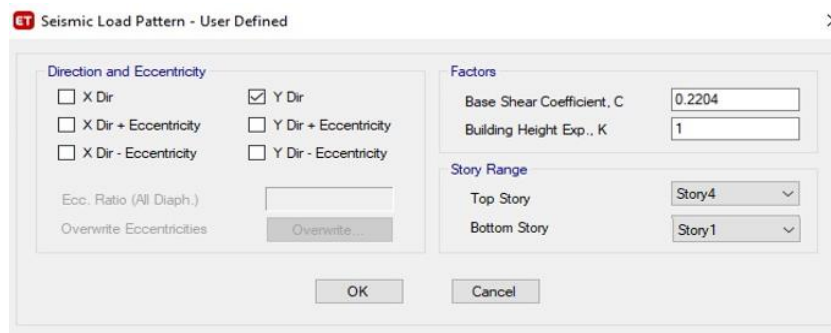 ET Seismic Load Pattern - User Defined
Direction and Eccentricity
X Dir
Y Dir
X Dir + Eccentricity
Y Dir + Eccentricity
X Dir - Eccentricity
Y Dir - Eccentricity
Ecc. Ratio (All Diaph.)
Overwrite Eccentricities
Overwrite...
Factors
Base Shear Coefficient, C
0.2204
Building Height Exp., K
1
Story Range
Top Story
Story4
Bottom Story
Story1
OK
Cancel